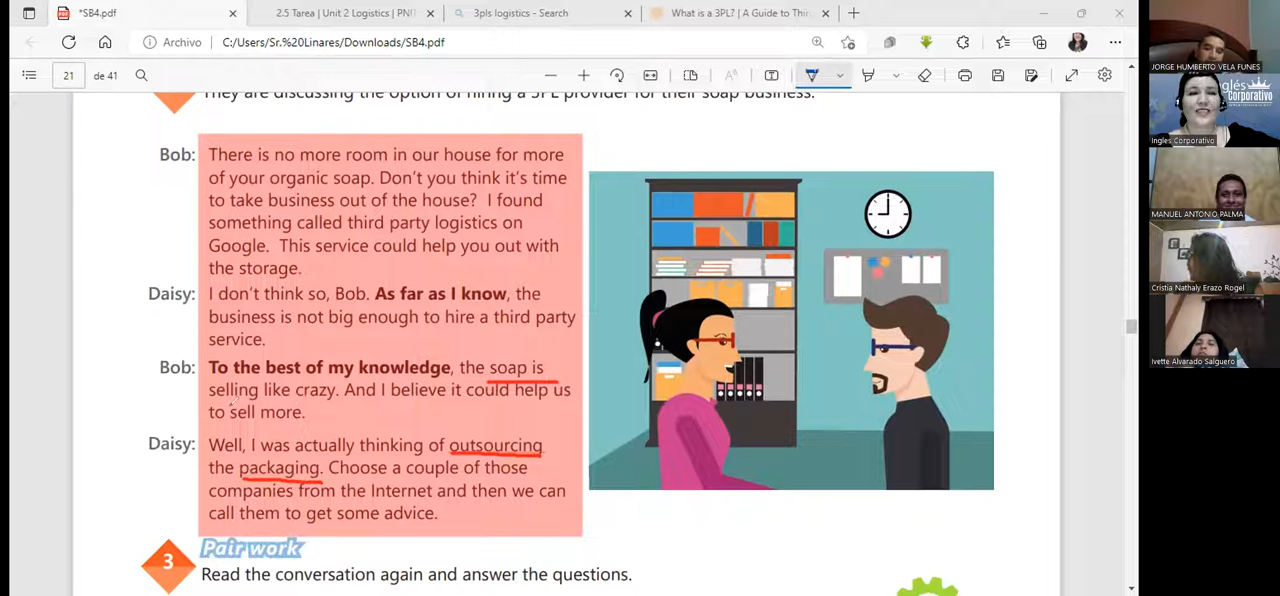 *SB4.pdf
2.5 Tarea | Unit 2 Logistics | PNI
3pls logistics - Search
What is a 3PL? | A Guide to Thir
Archivo
C:/Users/Sr.%20Linares/Downloads/SB4.pdf
21
de 41
They are discussing the option of hiring a 3PL provider for their soap business.
Bob:
There is no more room in our house for more
of your organic soap. Don't you think it's time
to take business out of the house? I found
something called third party logistics on
Google. This service could help you out with
the storage.
Daisy:
I don't think so, Bob. As far as I know, the
business is not big enough to hire a third party
service.
Bob:
To the best of my knowledge, the soap is
selling like crazy. And I believe it could help us
to sell more.
Daisy:
Well, I was actually thinking of outsourcing
the packaging. Choose a couple of those
companies from the Internet and then we can
call them to get some advice.
3
Pair work
Read the conversation again and answer the questions.
JORGE HUMBERTO VELA FUNES
Corporativo
Ingles Corporativo
MANUEL ANTONIO PALMA
Cristia Nathaly Erazo Rogel
Ivette Alvarado Salguero